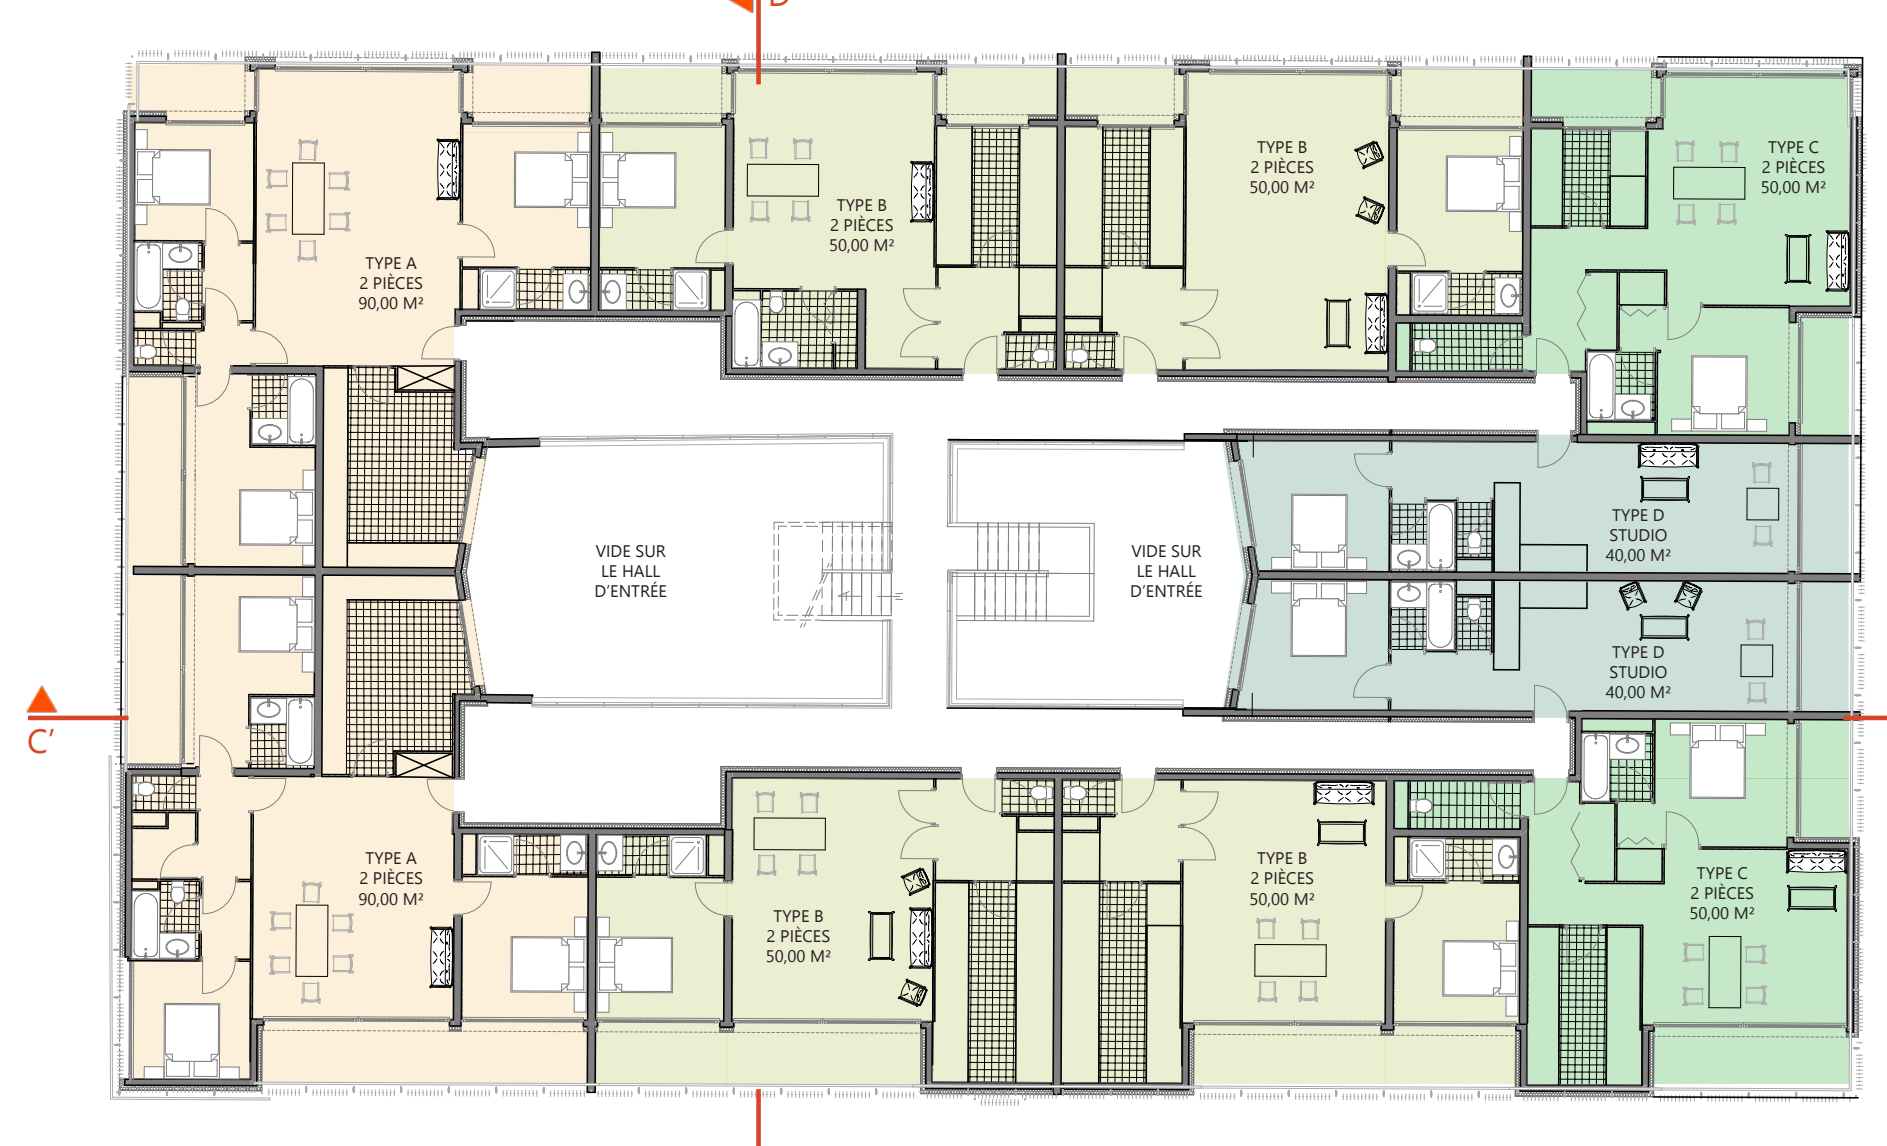 D
TYPE B
2 PIÈCES
50,00 M²
TYPE C
2 PIÈCES
50,00 M²
TYPE B
2 PIÈCES
50,00 M²
TYPE A
2 PIÈCES
90,00 M²
TYPE D
STUDIO
40,00 M²
VIDE SUR
LE HALL
D'ENTRÉE
VIDE SUR
LE HALL
D'ENTRÉE
TYPE D
STUDIO
40,00 M²
C'
TYPE A
2 PIÈCES
90,00 M²
TYPE B
2 PIÈCES
50,00 M²
TYPE C
2 PIÈCES
50,00 M²
TYPE B
2 PIÈCES
50,00 M²